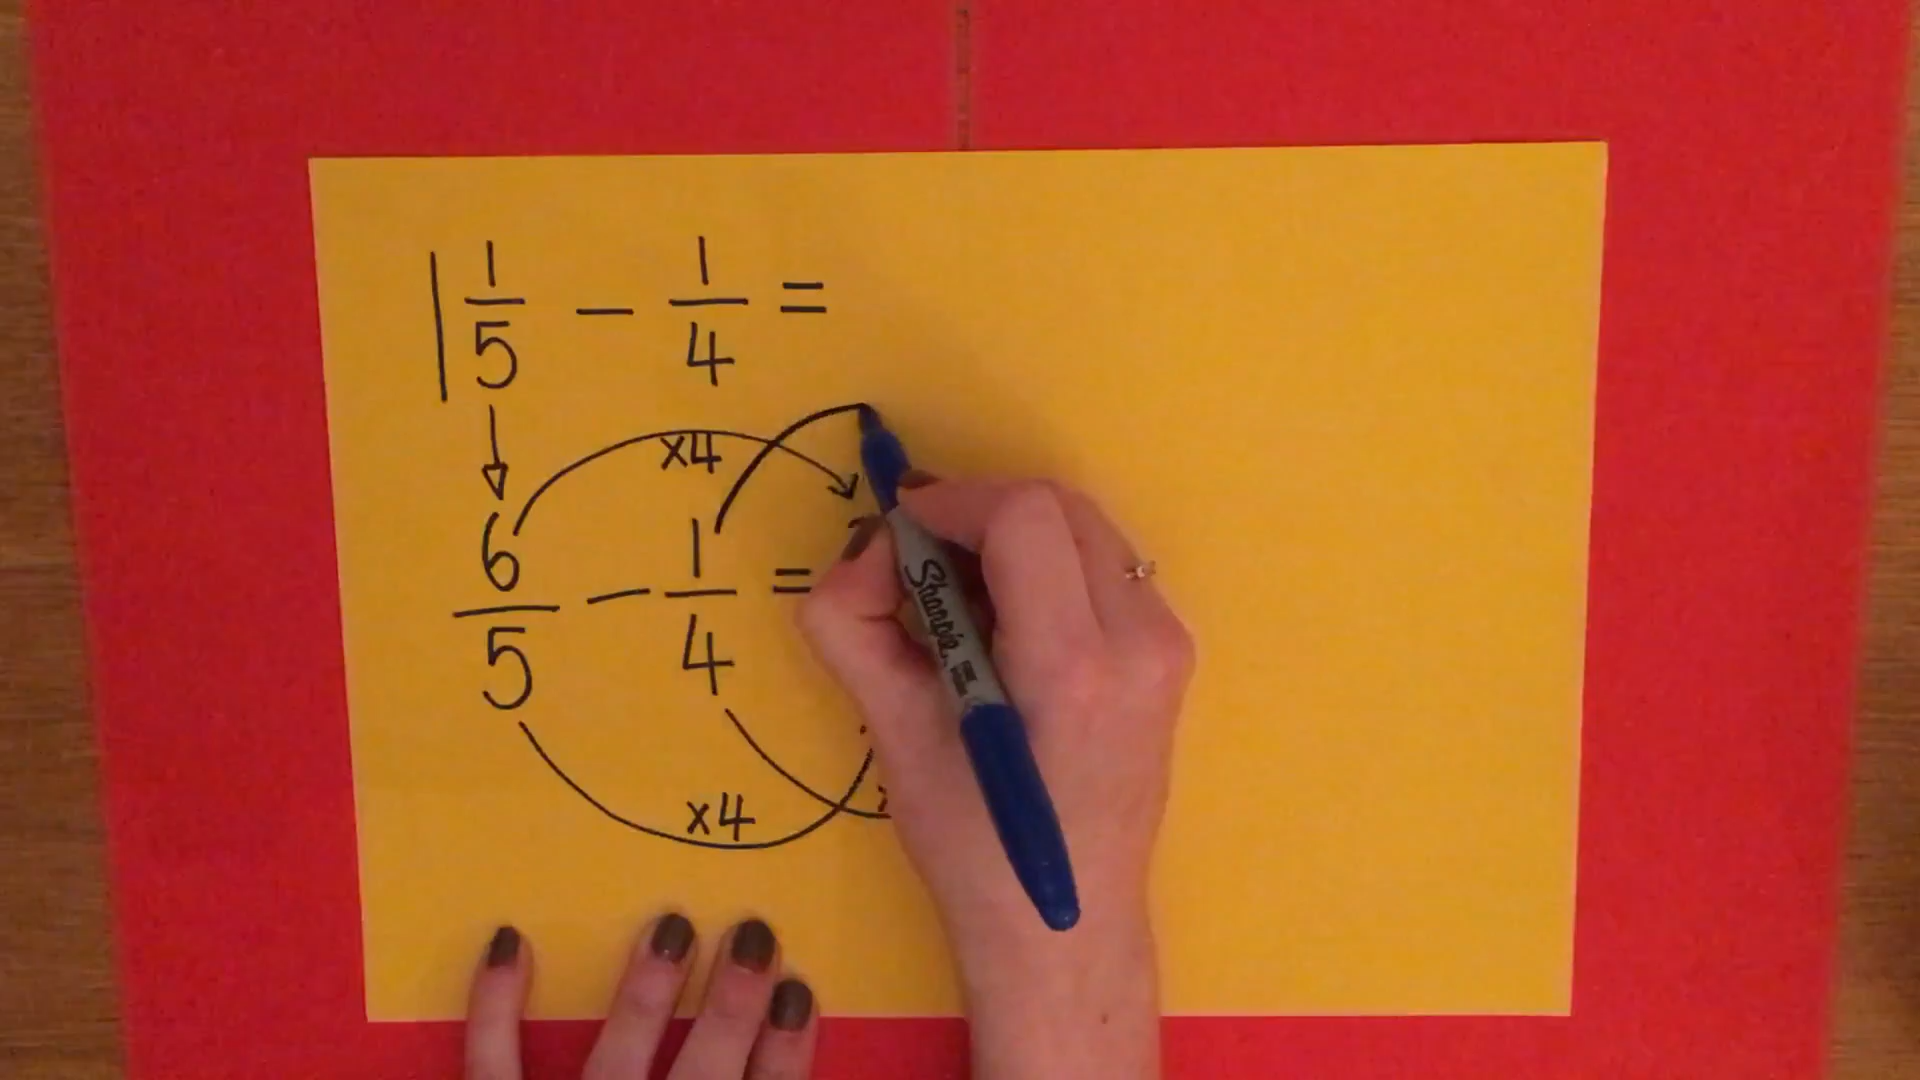 1 1/5 - 1/4 =
x4
6/5 - 1/4 =
x4
Sharpie